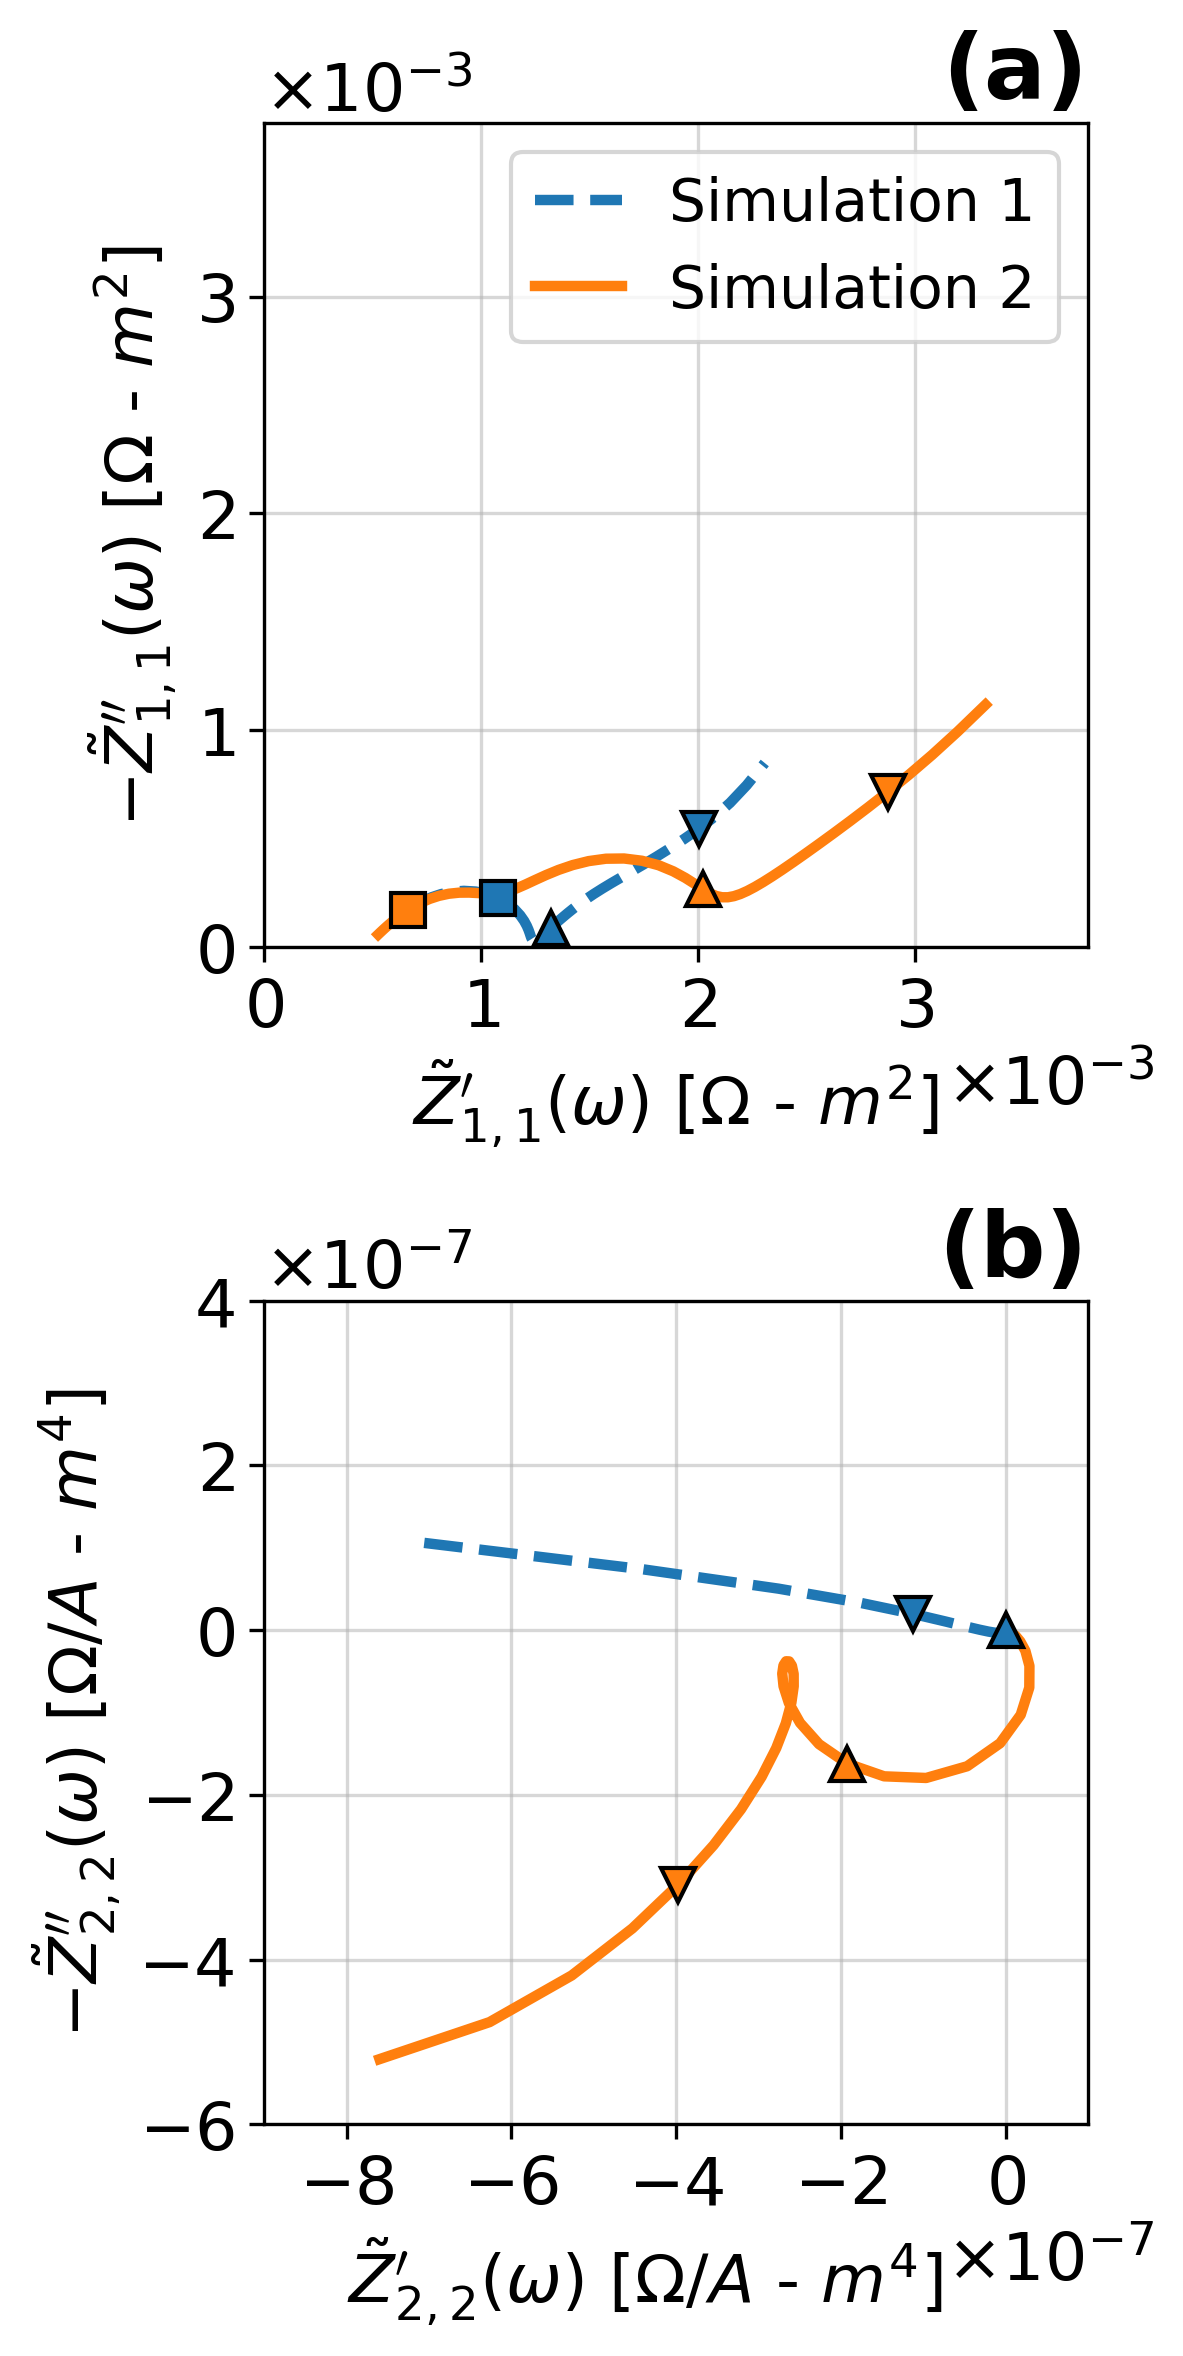 (a)
×10⁻³
Simulation 1
Simulation 2
3
2
1
0
−Z̃″₁,₁(ω) [Ω - m²]
0 1 2 3
Z̃′₁,₁(ω) [Ω - m²] ×10⁻³
(b)
×10⁻⁷
4
2
0
−2
−4
−6
−Z̃″₂,₂(ω) [Ω/A - m⁴]
−8 −6 −4 −2 0
Z̃′₂,₂(ω) [Ω/A - m⁴] ×10⁻⁷